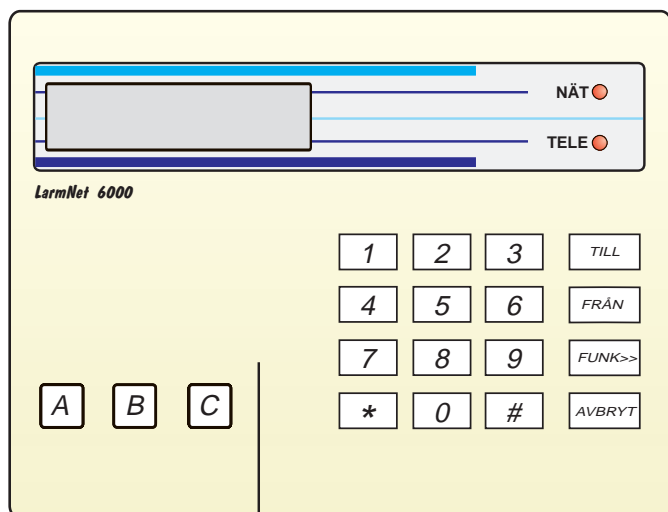 NÄT
TELE
LarmNet 6000
1 2 3 TILL
4 5 6 FRÅN
7 8 9 FUNK>>
A B C * 0 # AVBRYT